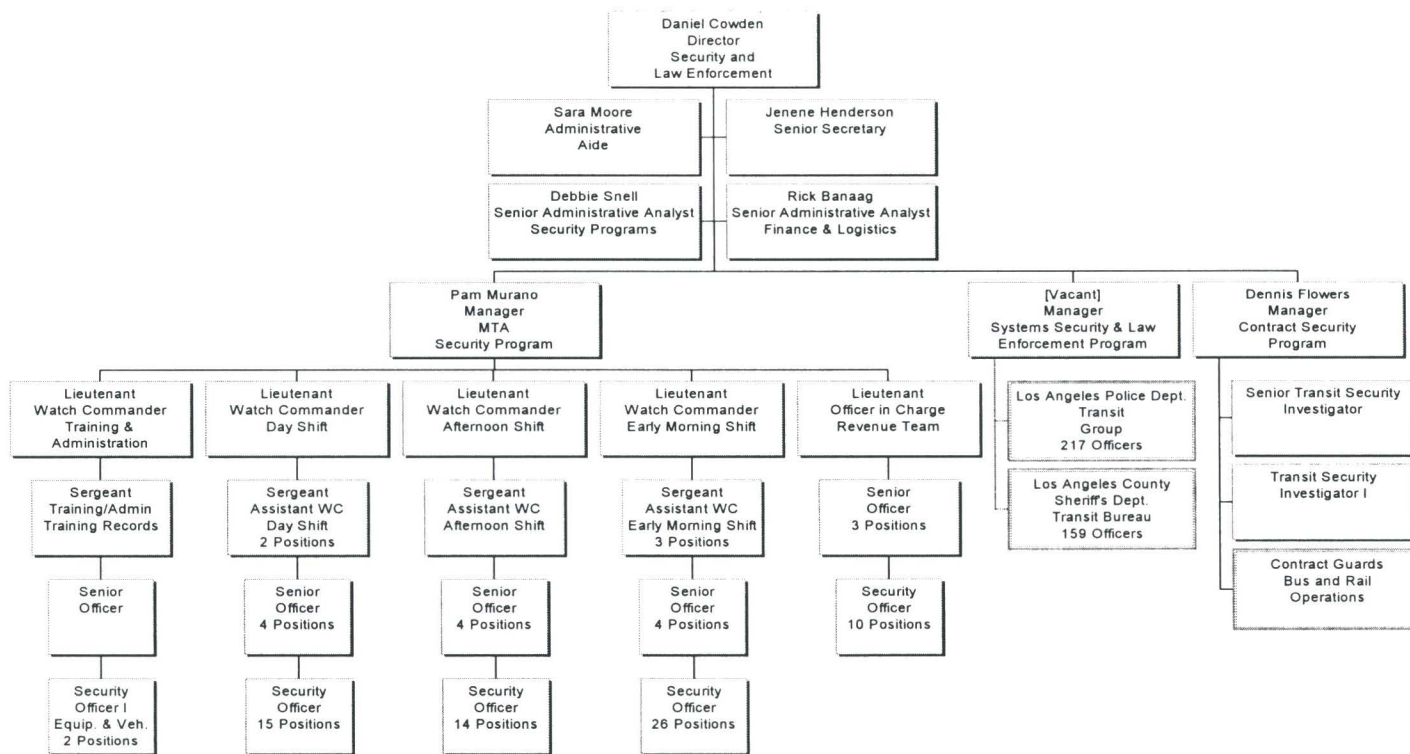 Daniel Cowden
Director
Security and
Law Enforcement
Sara Moore
Administrative
Aide
Jenene Henderson
Senior Secretary
Debbie Snell
Senior Administrative Analyst
Security Programs
Rick Banaag
Senior Administrative Analyst
Finance & Logistics
Pam Murano
Manager
MTA
Security Program
[Vacant]
Manager
Systems Security & Law
Enforcement Program
Dennis Flowers
Manager
Contract Security
Program
Lieutenant
Watch Commander
Training &
Administration
Lieutenant
Watch Commander
Day Shift
Lieutenant
Watch Commander
Afternoon Shift
Lieutenant
Watch Commander
Early Morning Shift
Lieutenant
Officer in Charge
Revenue Team
Los Angeles Police Dept.
Transit
Group
217 Officers
Senior Transit Security
Investigator
Sergeant
Training/Admin
Training Records
Sergeant
Assistant WC
Day Shift
2 Positions
Sergeant
Assistant WC
Afternoon Shift
Sergeant
Assistant WC
Early Morning Shift
3 Positions
Senior
Officer
3 Positions
Los Angeles County
Sheriff's Dept.
Transit Bureau
159 Officers
Transit Security
Investigator I
Senior
Officer
Senior
Officer
4 Positions
Senior
Officer
4 Positions
Senior
Officer
4 Positions
Security
Officer
10 Positions
Contract Guards
Bus and Rail
Operations
Security
Officer I
Equip. & Veh.
2 Positions
Security
Officer
15 Positions
Security
Officer
14 Positions
Security
Officer
26 Positions